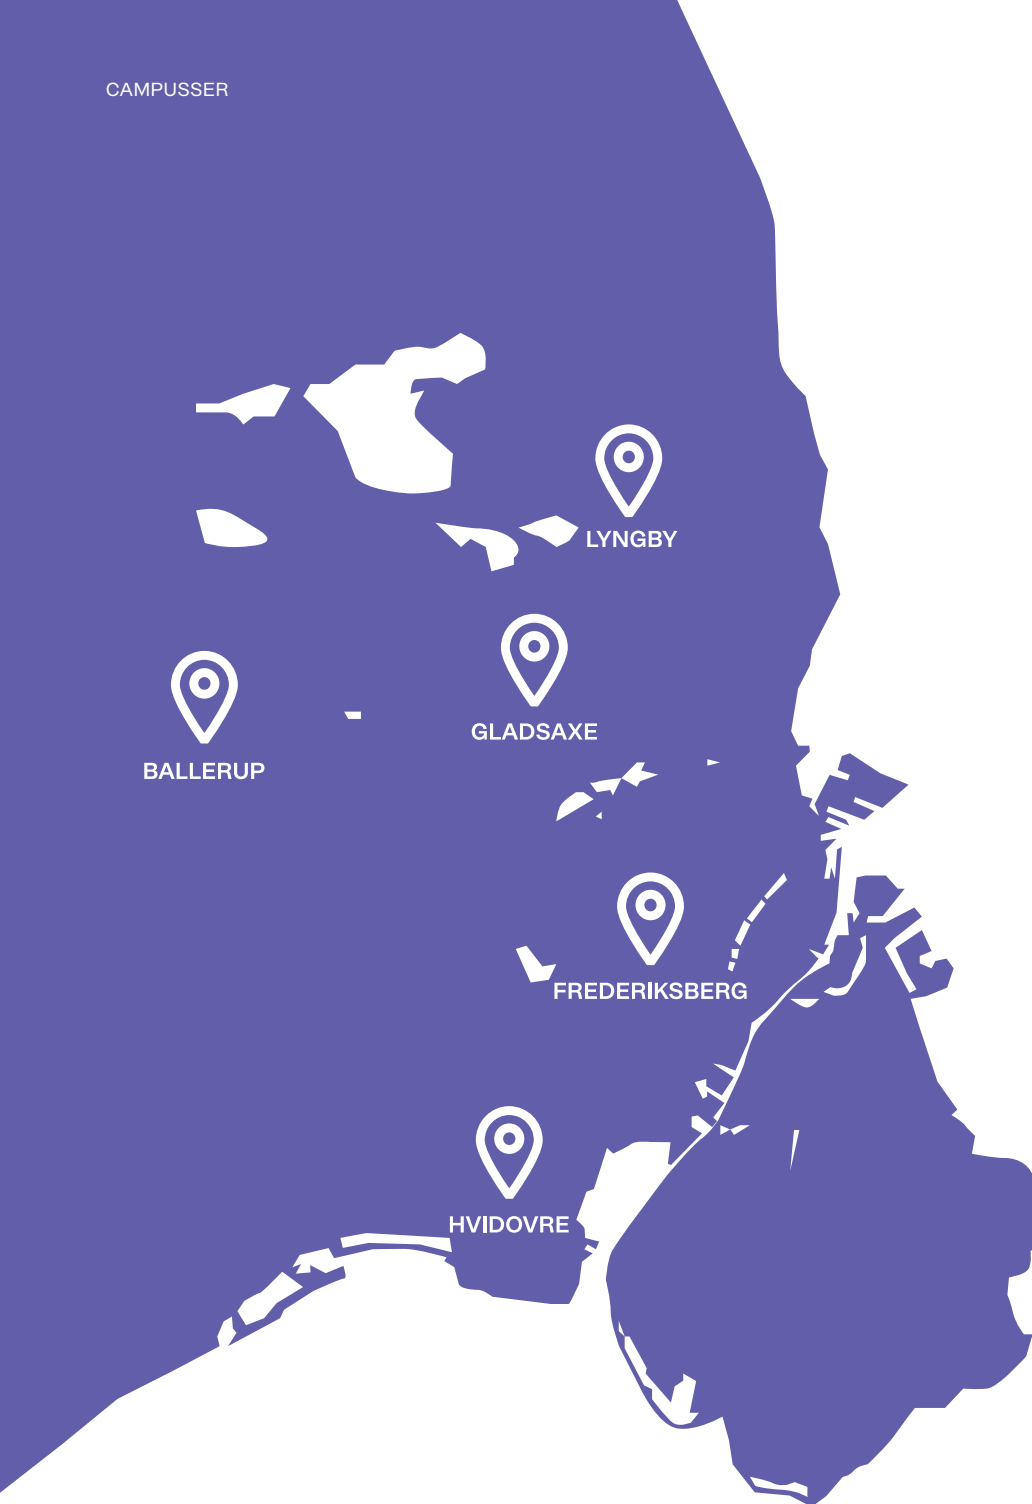 CAMPUSSER
LYNGBY
GLADSAXE
BALLERUP
FREDERIKSBERG
HVIDOVRE